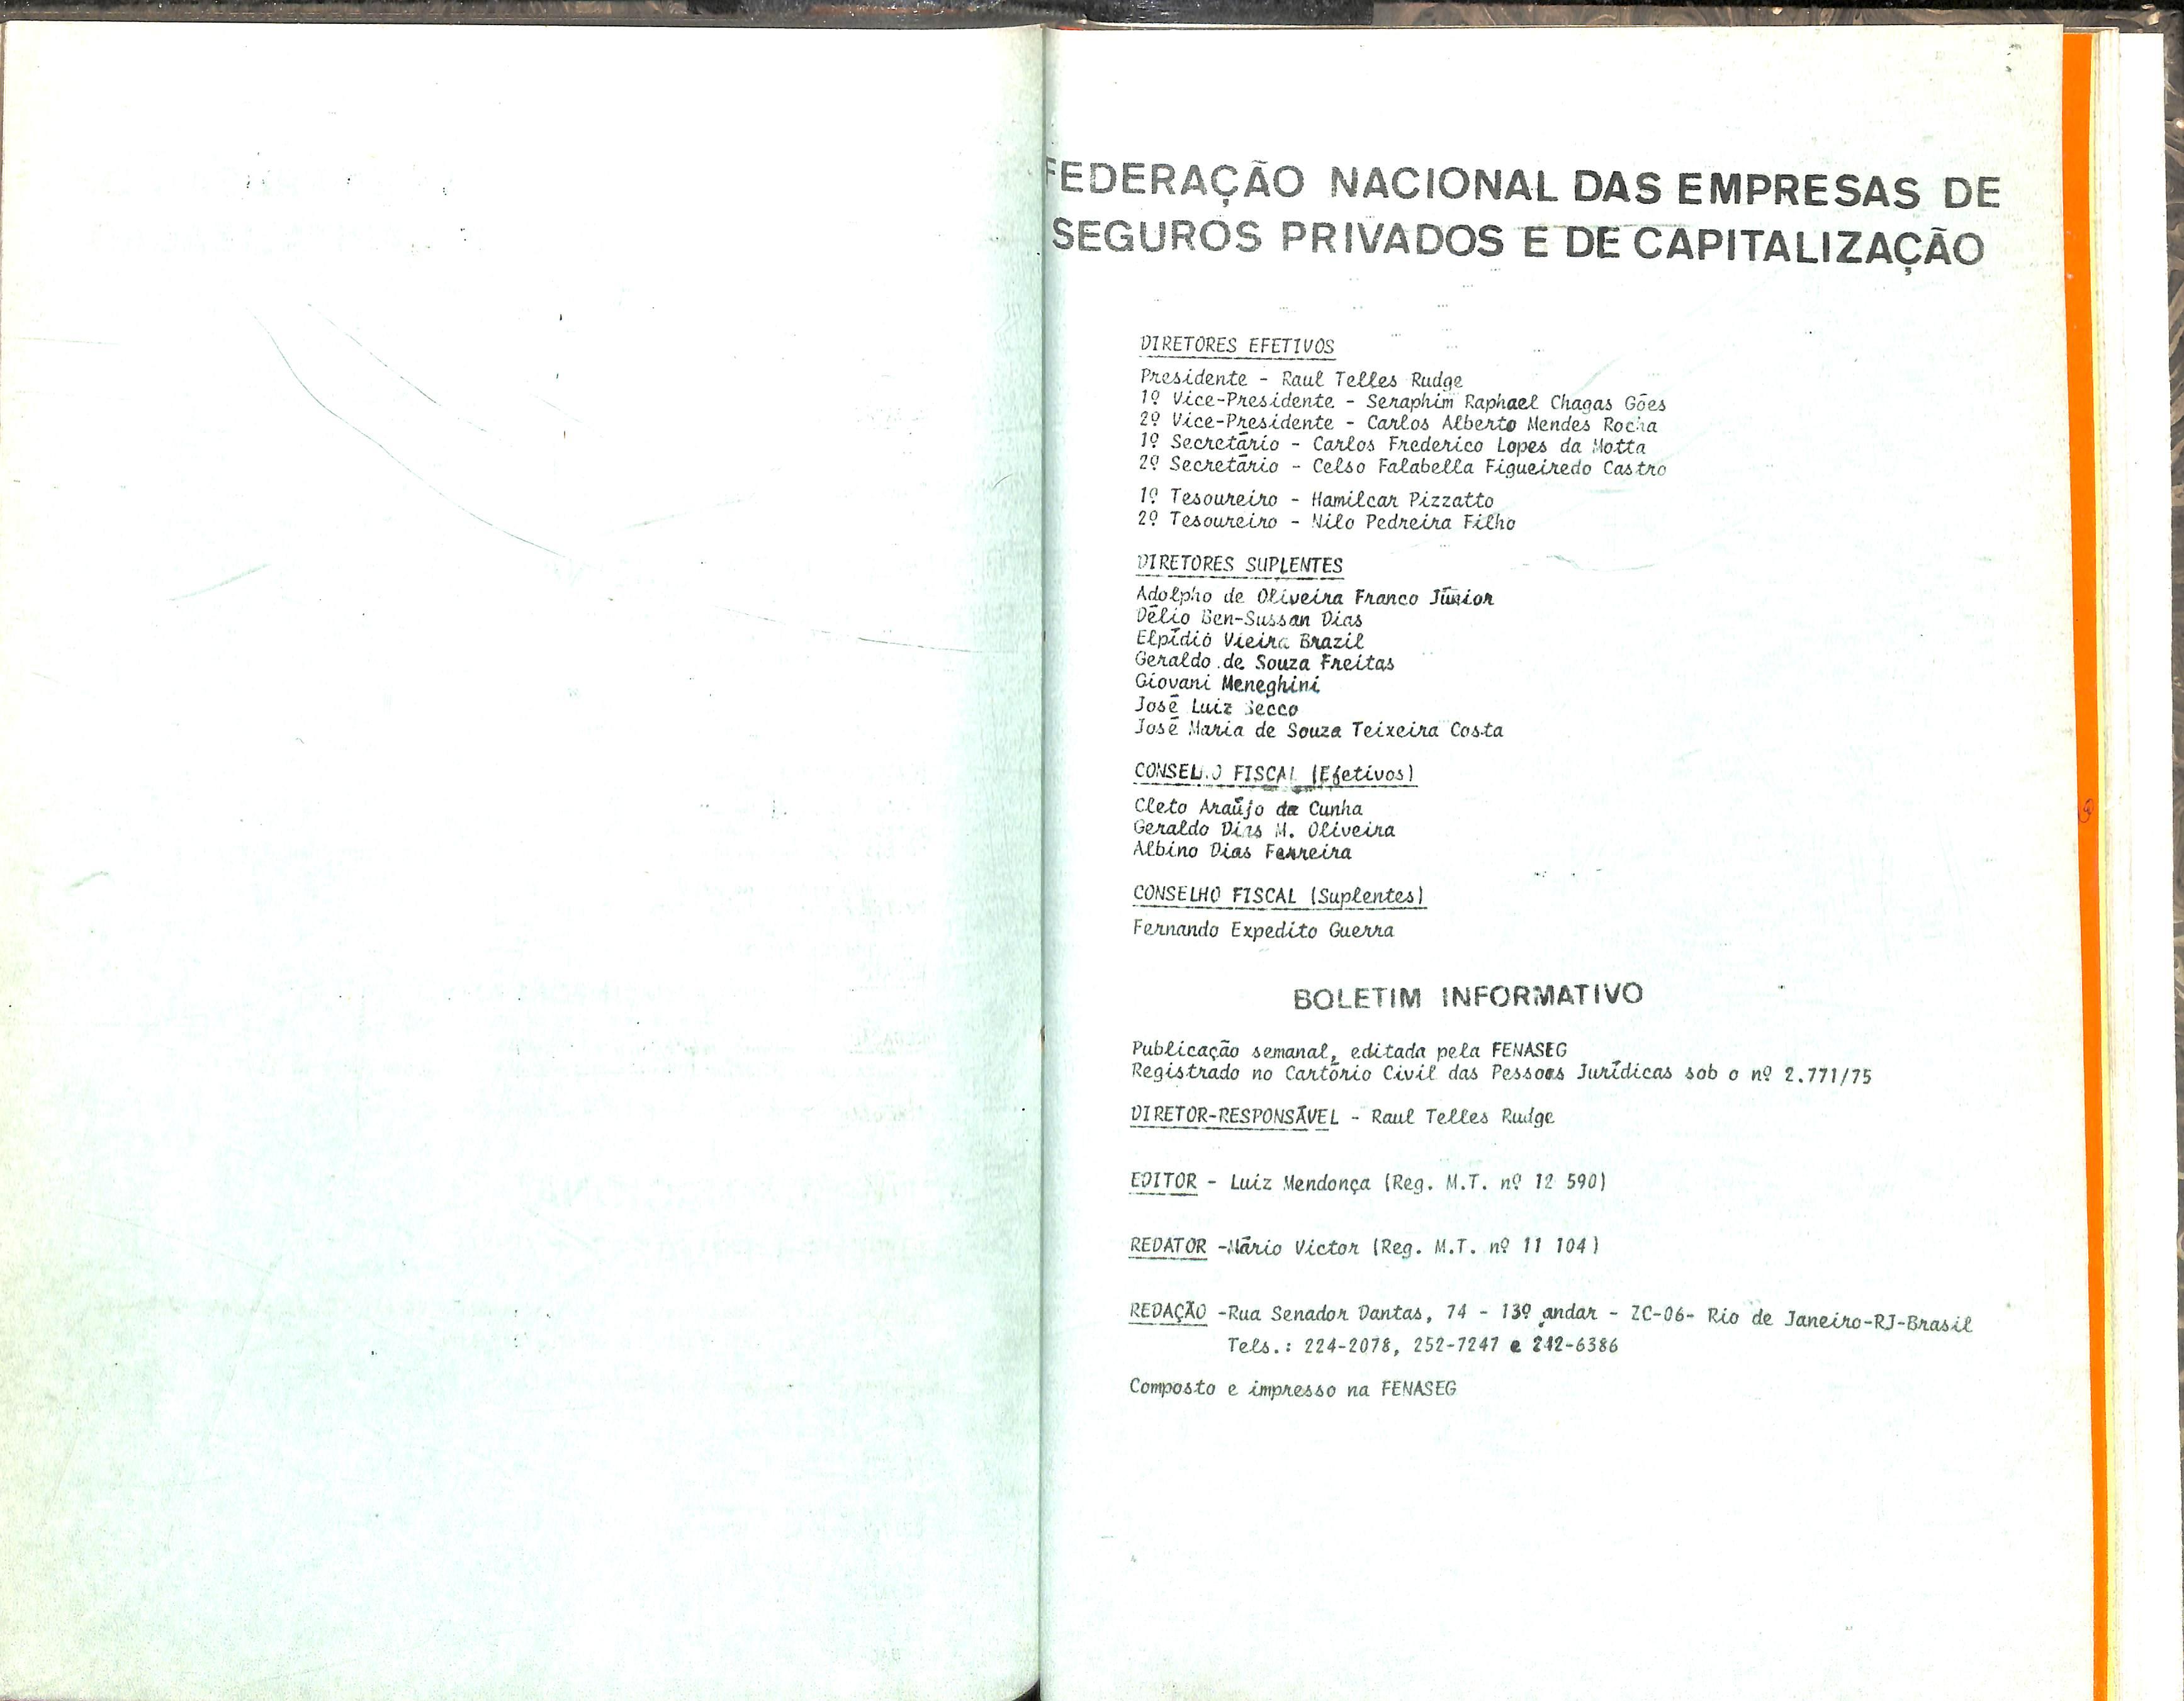 FEDERAÇÃO NACIONAL DAS EMPRESAS DE
SEGUROS PRIVADOS E DE CAPITALIZAÇÃO
DIRETORES EFETIVOS
Presidente - Raul Telles Rudge
1º Vice-Presidente - Seraphim Raphael Chagas Góes
2º Vice-Presidente - Carlos Alberto Mendes Rocha
1º Secretário - Carlos Frederico Lopes da Motta
2º Secretário - Celso Falabella Figueiredo Castro
1º Tesoureiro - Hamilcar Pizzatto
2º Tesoureiro - Nilo Pedreira Filho
DIRETORES SUPLENTES
Adolpho de Oliveira Franco Júnior
Délio Ben-Sussan Dias
Elpídio Vieira Brazil
Geraldo de Souza Freitas
Giovani Meneghini
José Luiz Secco
José Maria de Souza Teixeira Costa
CONSELHO FISCAL (Efetivos)
Cleto Araújo da Cunha
Geraldo Dias M. Oliveira
Albino Dias Ferreira
CONSELHO FISCAL (Suplentes)
Fernando Expedito Guerra
BOLETIM INFORMATIVO
Publicação semanal, editada pela FENASEG
Registrado no Cartório Civil das Pessoas Jurídicas sob o nº 2.771/75
DIRETOR-RESPONSÁVEL - Raul Telles Rudge
EDITOR - Luiz Mendonça (Reg. M.T. nº 12 590)
REDATOR -Mário Victor (Reg. M.T. nº 11 104)
REDAÇÃO -Rua Senador Dantas, 74 - 13º andar - ZC-06- Rio de Janeiro-RJ-Brasil
Tels.: 224-2078, 252-7247 e 242-6386
Composto e impresso na FENASEG